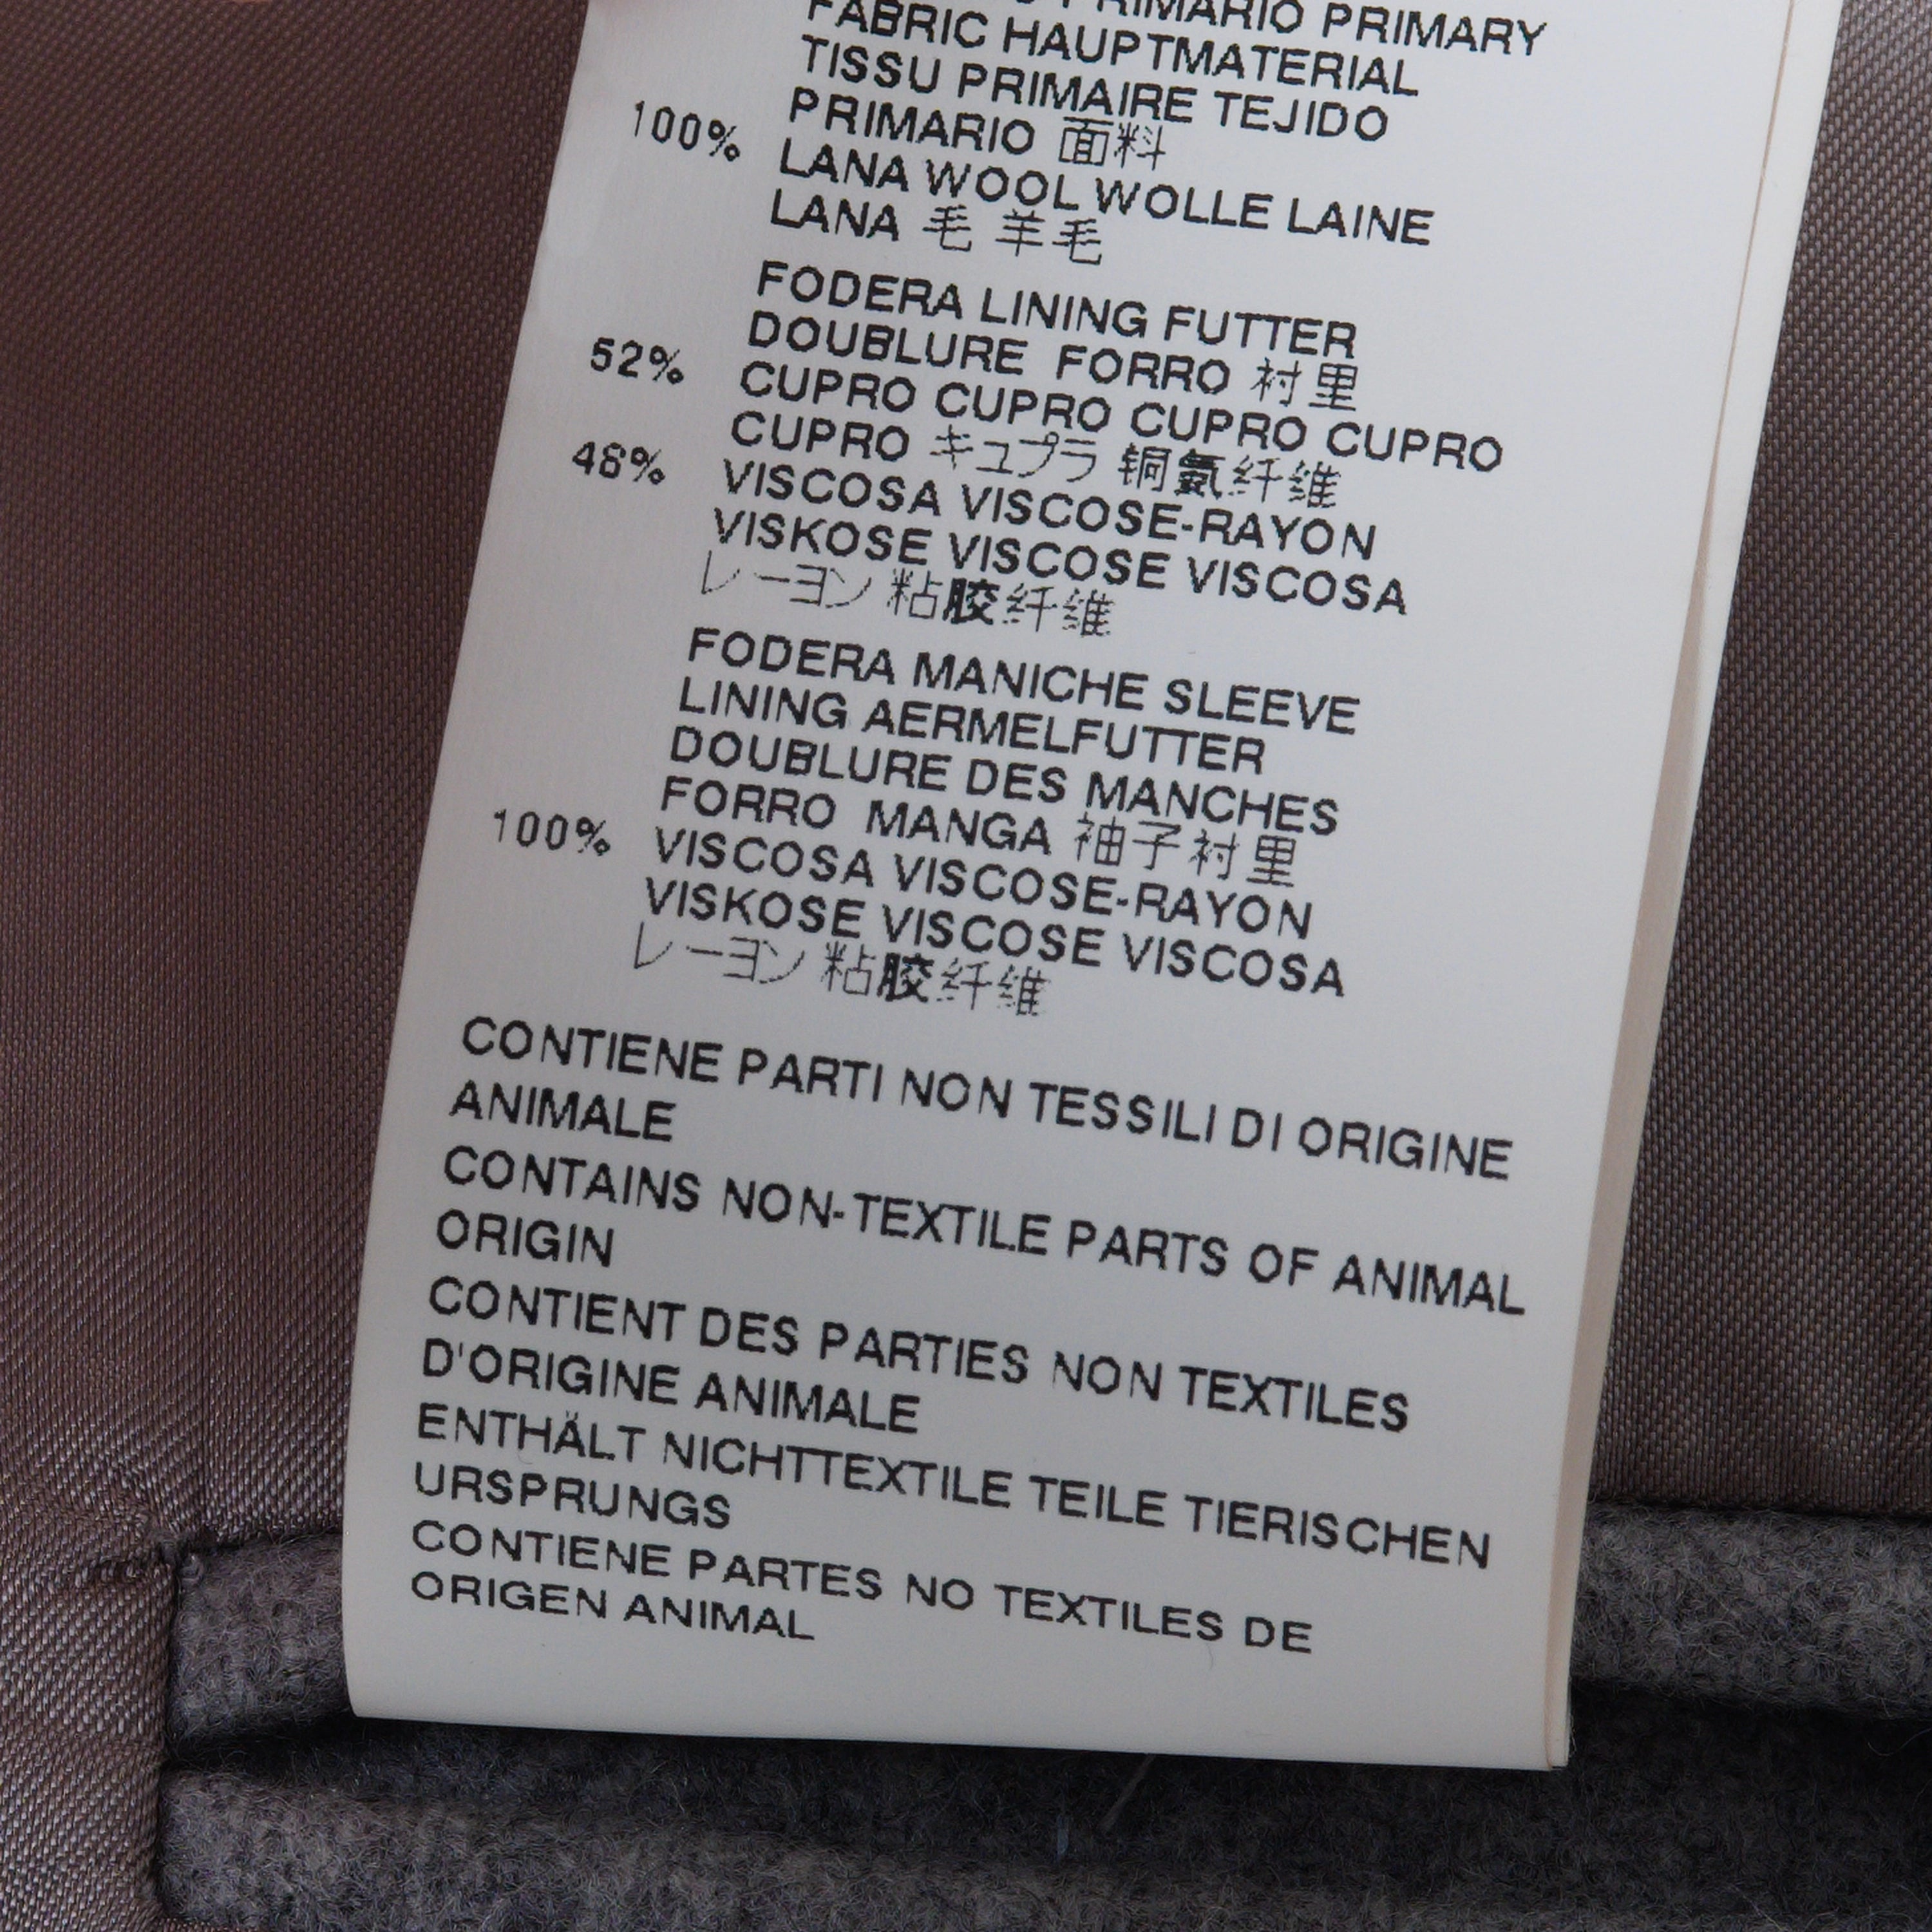 PRIMARIO PRIMARY
FABRIC HAUPTMATERIAL
TISSU PRIMAIRE TEJIDO
PRIMARIO 面料
100% LANA WOOL WOLLE LAINE
LANA 毛 羊毛
FODERA LINING FUTTER
DOUBLURE FORRO 衬里
52% CUPRO CUPRO CUPRO CUPRO
CUPRO キュプラ 铜氨纤维
48% VISCOSA VISCOSE-RAYON
VISKOSE VISCOSE VISCOSA
レーヨン 粘胶纤维
FODERA MANICHE SLEEVE
LINING AERMELFUTTER
DOUBLURE DES MANCHES
FORRO MANGA 袖子衬里
100% VISCOSA VISCOSE-RAYON
VISKOSE VISCOSE VISCOSA
レーヨン 粘胶纤维
CONTIENE PARTI NON TESSILI DI ORIGINE
ANIMALE
CONTAINS NON-TEXTILE PARTS OF ANIMAL
ORIGIN
CONTIENT DES PARTIES NON TEXTILES
D'ORIGINE ANIMALE
ENTHÄLT NICHTTEXTILE TEILE TIERISCHEN
URSPRUNGS
CONTIENE PARTES NO TEXTILES DE
ORIGEN ANIMAL